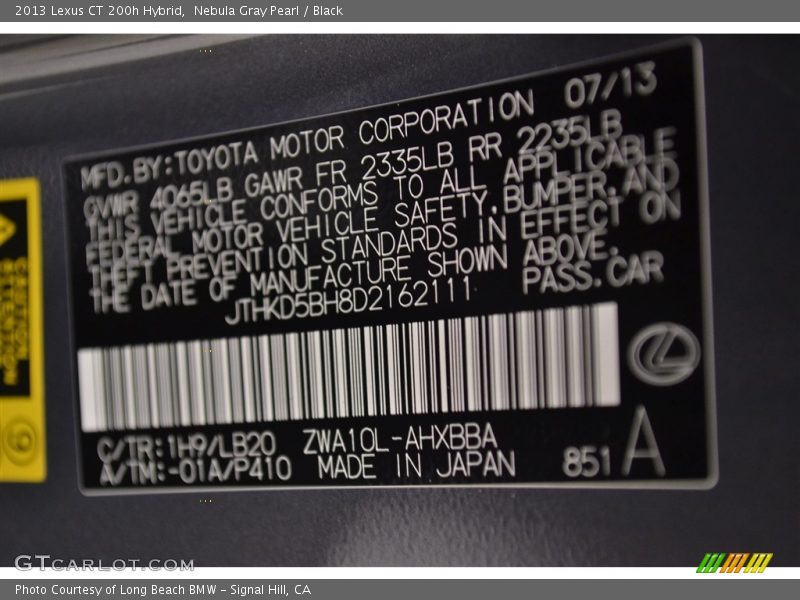 2013 Lexus CT 200h Hybrid,  Nebula Gray Pearl / Black
MFD.BY:TOYOTA MOTOR CORPORATION 07/13
GVWR 4065LB GAWR FR 2335LB RR 2235LB
THIS VEHICLE CONFORMS TO ALL APPLICABLE
FEDERAL MOTOR VEHICLE SAFETY,BUMPER,AND
THEFT PREVENTION STANDARDS IN EFFECT ON
THE DATE OF MANUFACTURE SHOWN ABOVE.
JTHKD5BH8D2162111 PASS.CAR
C/TR:1H9/LB20 ZWA10L-AHXBBA
A/TM:-01A/P410 MADE IN JAPAN 851 A
GTCARLOT.COM
Photo Courtesy of Long Beach BMW - Signal Hill, CA